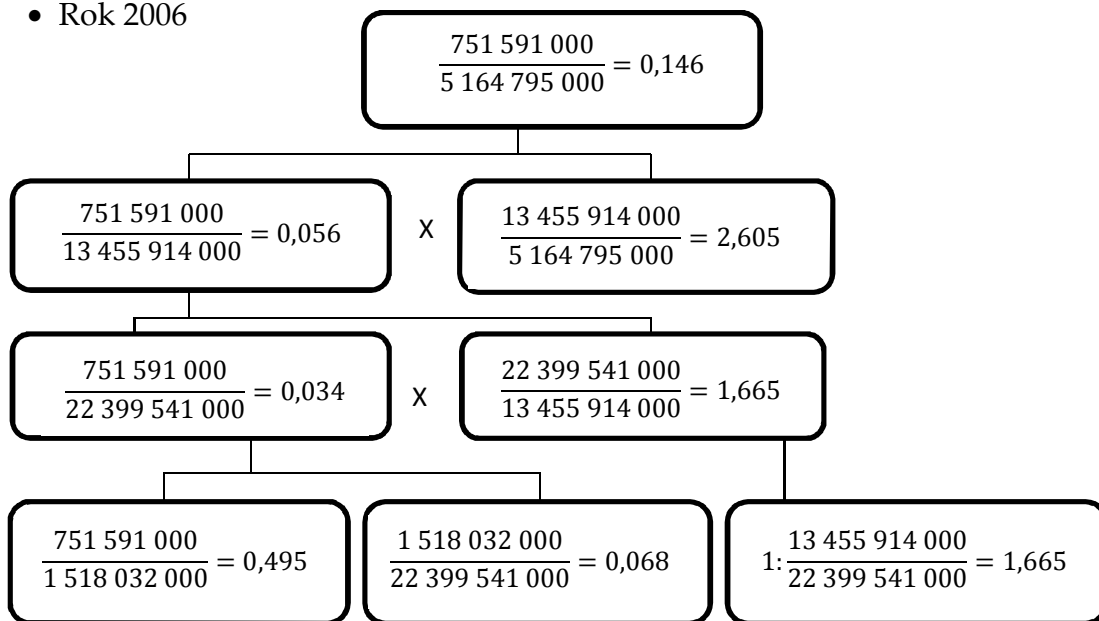 • Rok 2006
751 591 000
5 164 795 000
= 0,146
751 591 000
13 455 914 000
= 0,056
X
13 455 914 000
5 164 795 000
= 2,605
751 591 000
22 399 541 000
= 0,034
X
22 399 541 000
13 455 914 000
= 1,665
751 591 000
1 518 032 000
= 0,495
1 518 032 000
22 399 541 000
= 0,068
1:
13 455 914 000
22 399 541 000
= 1,665